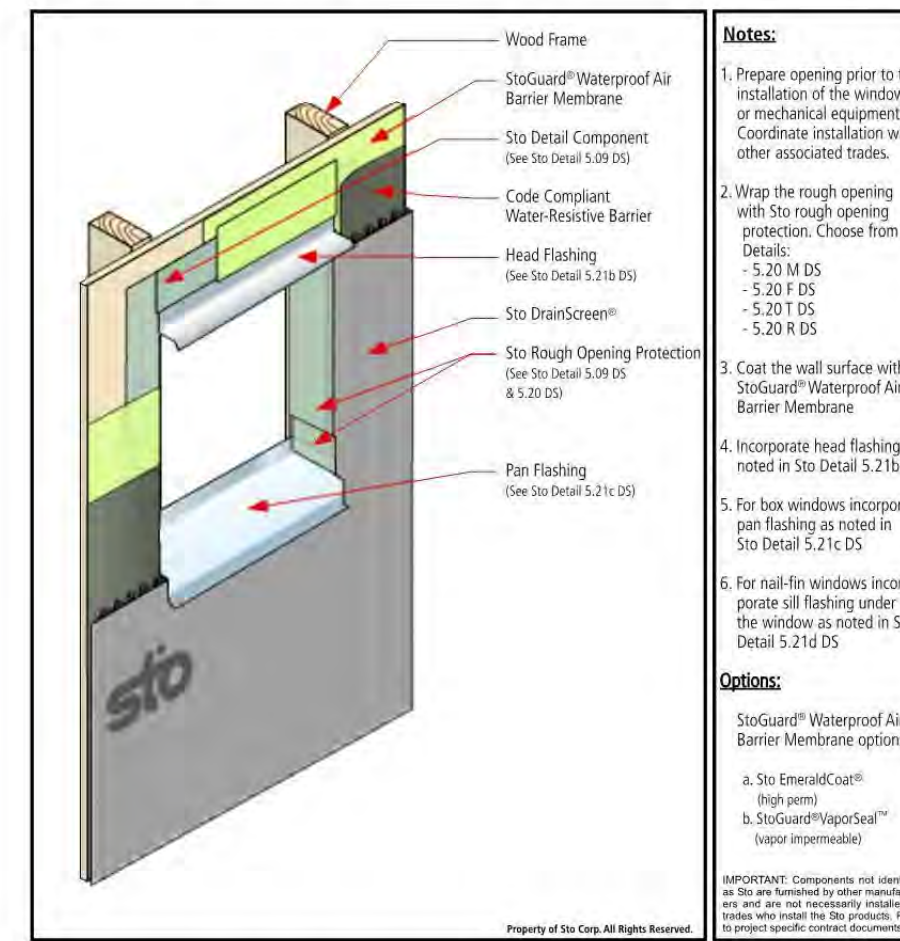 Wood Frame
StoGuard® Waterproof Air
Barrier Membrane
Sto Detail Component
(See Sto Detail 5.09 DS)
Code Compliant
Water-Resistive Barrier
Head Flashing
(See Sto Detail 5.21b DS)
Sto DrainScreen®
Sto Rough Opening Protection
(See Sto Detail 5.09 DS
& 5.20 DS)
Pan Flashing
(See Sto Detail 5.21c DS)
sto
Property of Sto Corp. All Rights Reserved.
Notes:
1. Prepare opening prior to
installation of the window
or mechanical equipment
Coordinate installation
other associated trades.
2. Wrap the rough opening
with Sto rough opening
protection. Choose from
Details:
- 5.20 M DS
- 5.20 F DS
- 5.20 T DS
- 5.20 R DS
3. Coat the wall surface with
StoGuard® Waterproof Air
Barrier Membrane
4. Incorporate head flashing
noted in Sto Detail 5.21b
5. For box windows
pan flashing as noted in
Sto Detail 5.21c DS
6. For nail-fin windows incor-
porate sill flashing under
the window as noted in
Detail 5.21d DS
Options:
StoGuard® Waterproof Air
Barrier Membrane option
a. Sto EmeraldCoat®
(high perm)
b. StoGuard®VaporSeal™
(vapor impermeable)
IMPORTANT: Components not
as Sto are furnished by other
ers and are not necessarily
trades who install the Sto products.
to project specific contract documents